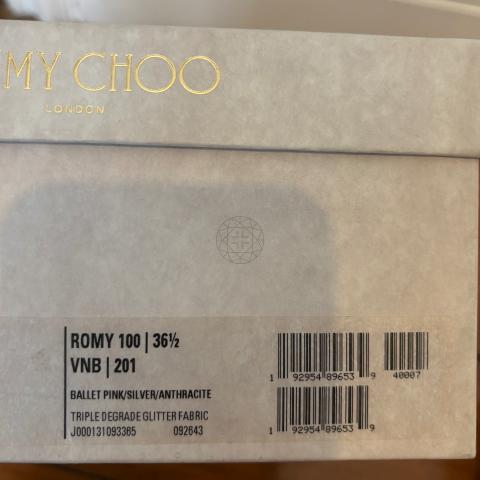 MY CHOO
LONDON
ROMY 100 | 36½
VNB | 201
BALLET PINK/SILVER/ANTHRACITE
TRIPLE DEGRADE GLITTER FABRIC
J000131093365 092643
1 92954 89653 9 40007
1 92954 89653 9